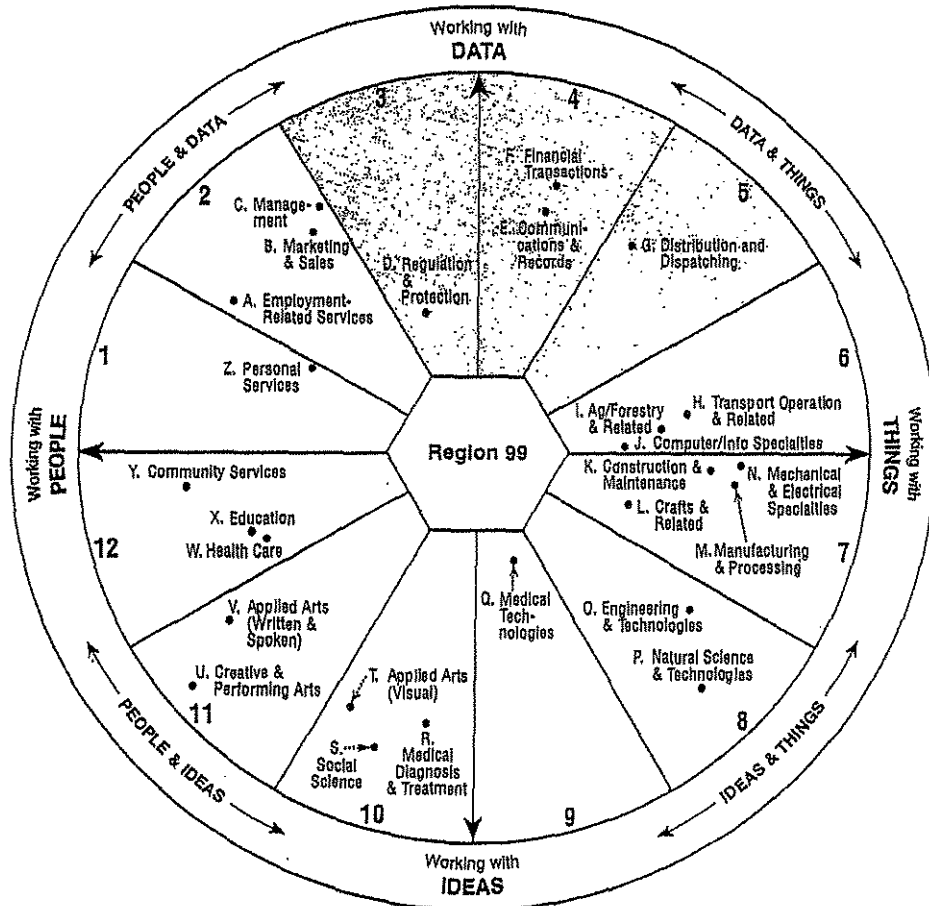 Working with
DATA
PEOPLE & DATA
DATA & THINGS
3
4
2
5
F. Financial
Transactions
C. Manage-
ment
B. Marketing
& Sales
E. Communi-
cations &
Records
G. Distribution and
Dispatching
D. Regulation
&
Protection
A. Employment-
Related Services
1
6
Z. Personal
Services
I. Ag/Forestry
& Related
H. Transport Operation
& Related
J. Computer/Info Specialties
Working with
PEOPLE
Region 99
Working with
THINGS
Y. Community Services
K. Construction &
Maintenance
N. Mechanical
& Electrical
Specialties
L. Crafts &
Related
X. Education
W. Health Care
12
M. Manufacturing
& Processing
7
V. Applied Arts
(Written &
Spoken)
Q. Medical
Tech-
nologies
O. Engineering
& Technologies
U. Creative &
Performing Arts
T. Applied Arts
(Visual)
P. Natural Science
& Technologies
11
8
S.
Social
Science
R.
Medical
Diagnosis
& Treatment
PEOPLE & IDEAS
IDEAS & THINGS
10
9
Working with
IDEAS